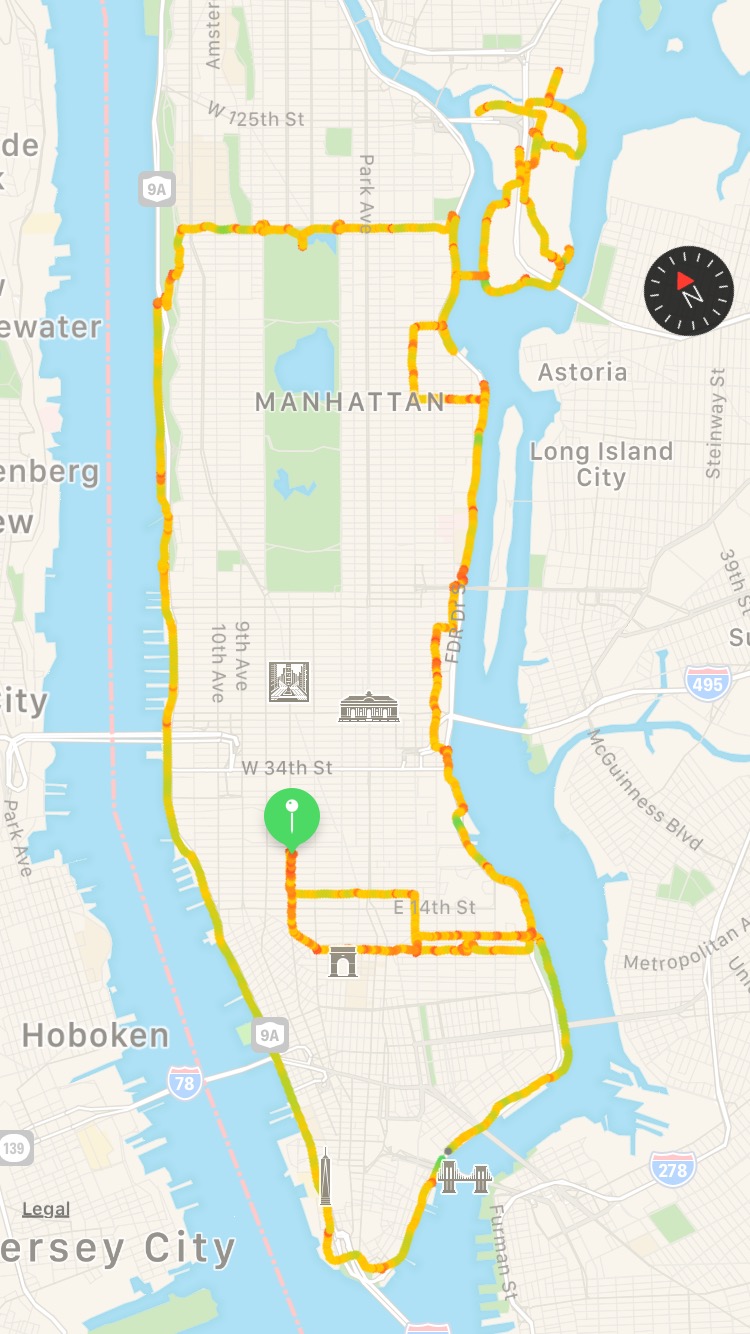 Amster
W 125th St
de
Park Ave
9A
ewater
N
Astoria
MANHATTAN
Steinway St
Long Island
City
enberg
ew
39th St
FDR Dr S
9th Ave
10th Ave
Su
495
City
McGuinness Blvd
W 34th St
Park Ave
E 14th St
Metropolitan A
Uni
Hoboken
9A
78
139
278
Legal
ersey City
Furman St